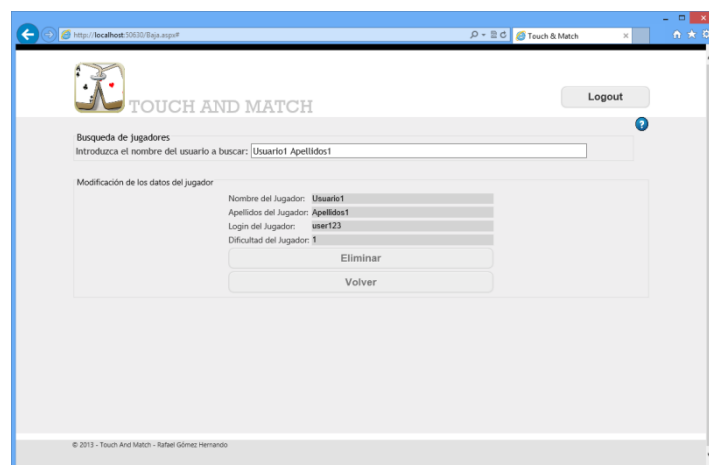 http://localhost:50630/Baja.aspx#
Touch & Match
TOUCH AND MATCH
Logout
Busqueda de jugadores
Introduzca el nombre del usuario a buscar: Usuario1 Apellidos1
Modificación de los datos del jugador
Nombre del Jugador: Usuario1
Apellidos del Jugador: Apellidos1
Login del Jugador: user123
Dificultad del Jugador: 1
Eliminar
Volver
© 2013 - Touch And Match - Rafael Gómez Hernando